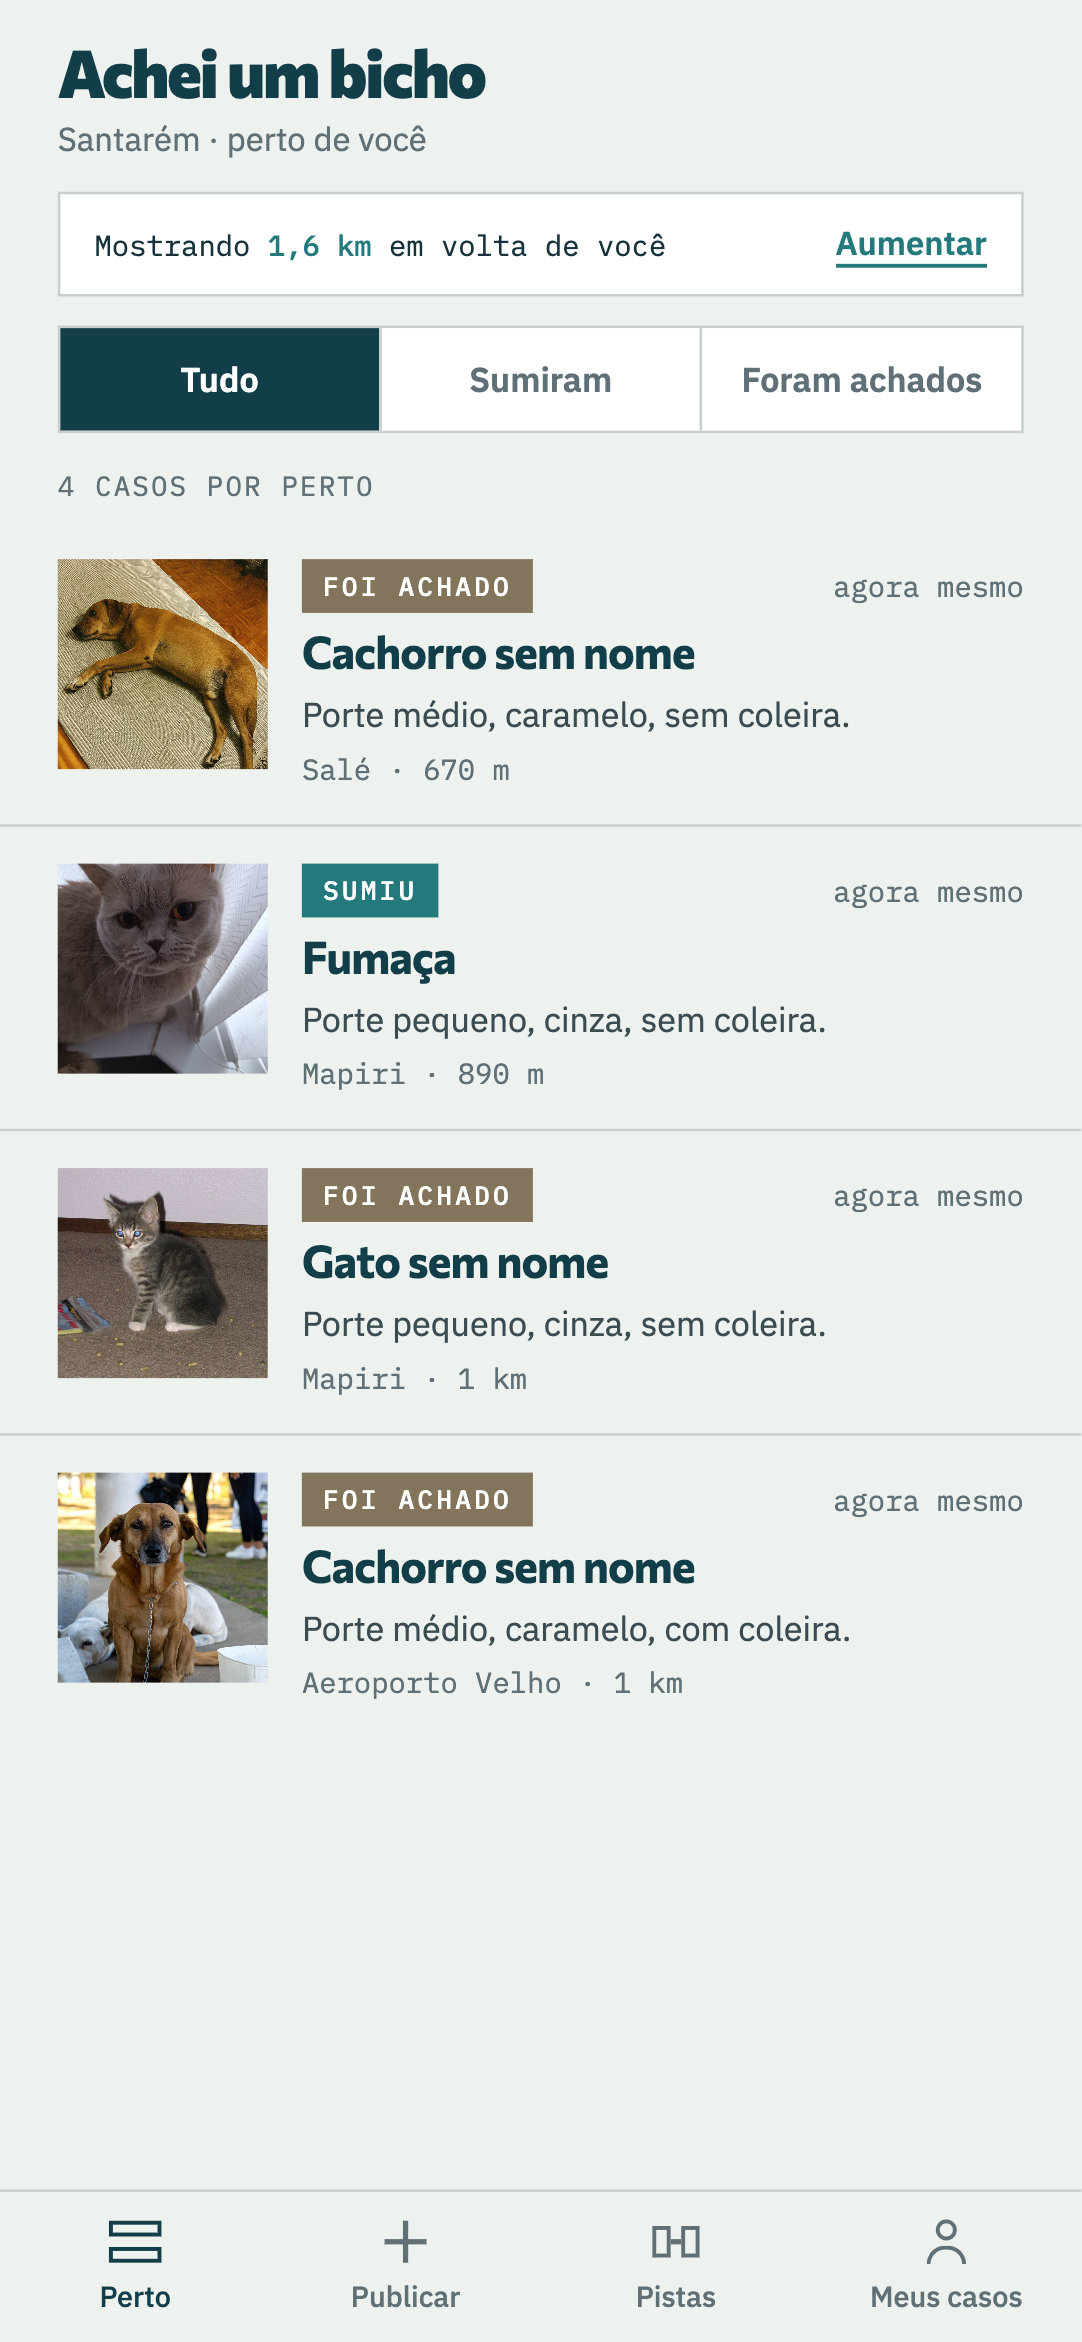 Achei um bicho
Santarém · perto de você
Mostrando 1,6 km em volta de você
Aumentar
Tudo
Sumiram
Foram achados
4 CASOS POR PERTO
FOI ACHADO
agora mesmo
Cachorro sem nome
Porte médio, caramelo, sem coleira.
Salé · 670 m
SUMIU
agora mesmo
Fumaça
Porte pequeno, cinza, sem coleira.
Mapiri · 890 m
FOI ACHADO
agora mesmo
Gato sem nome
Porte pequeno, cinza, sem coleira.
Mapiri · 1 km
FOI ACHADO
agora mesmo
Cachorro sem nome
Porte médio, caramelo, com coleira.
Aeroporto Velho · 1 km
Perto
Publicar
Pistas
Meus casos